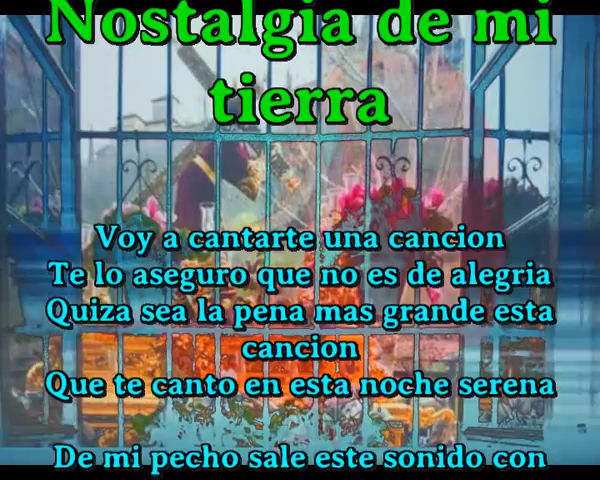 Nostalgia de mi
tierra
Voy a cantarte una cancion
Te lo aseguro que no es de alegria
Quiza sea la pena mas grande esta
cancion
Que te canto en esta noche serena
De mi pecho sale este sonido con